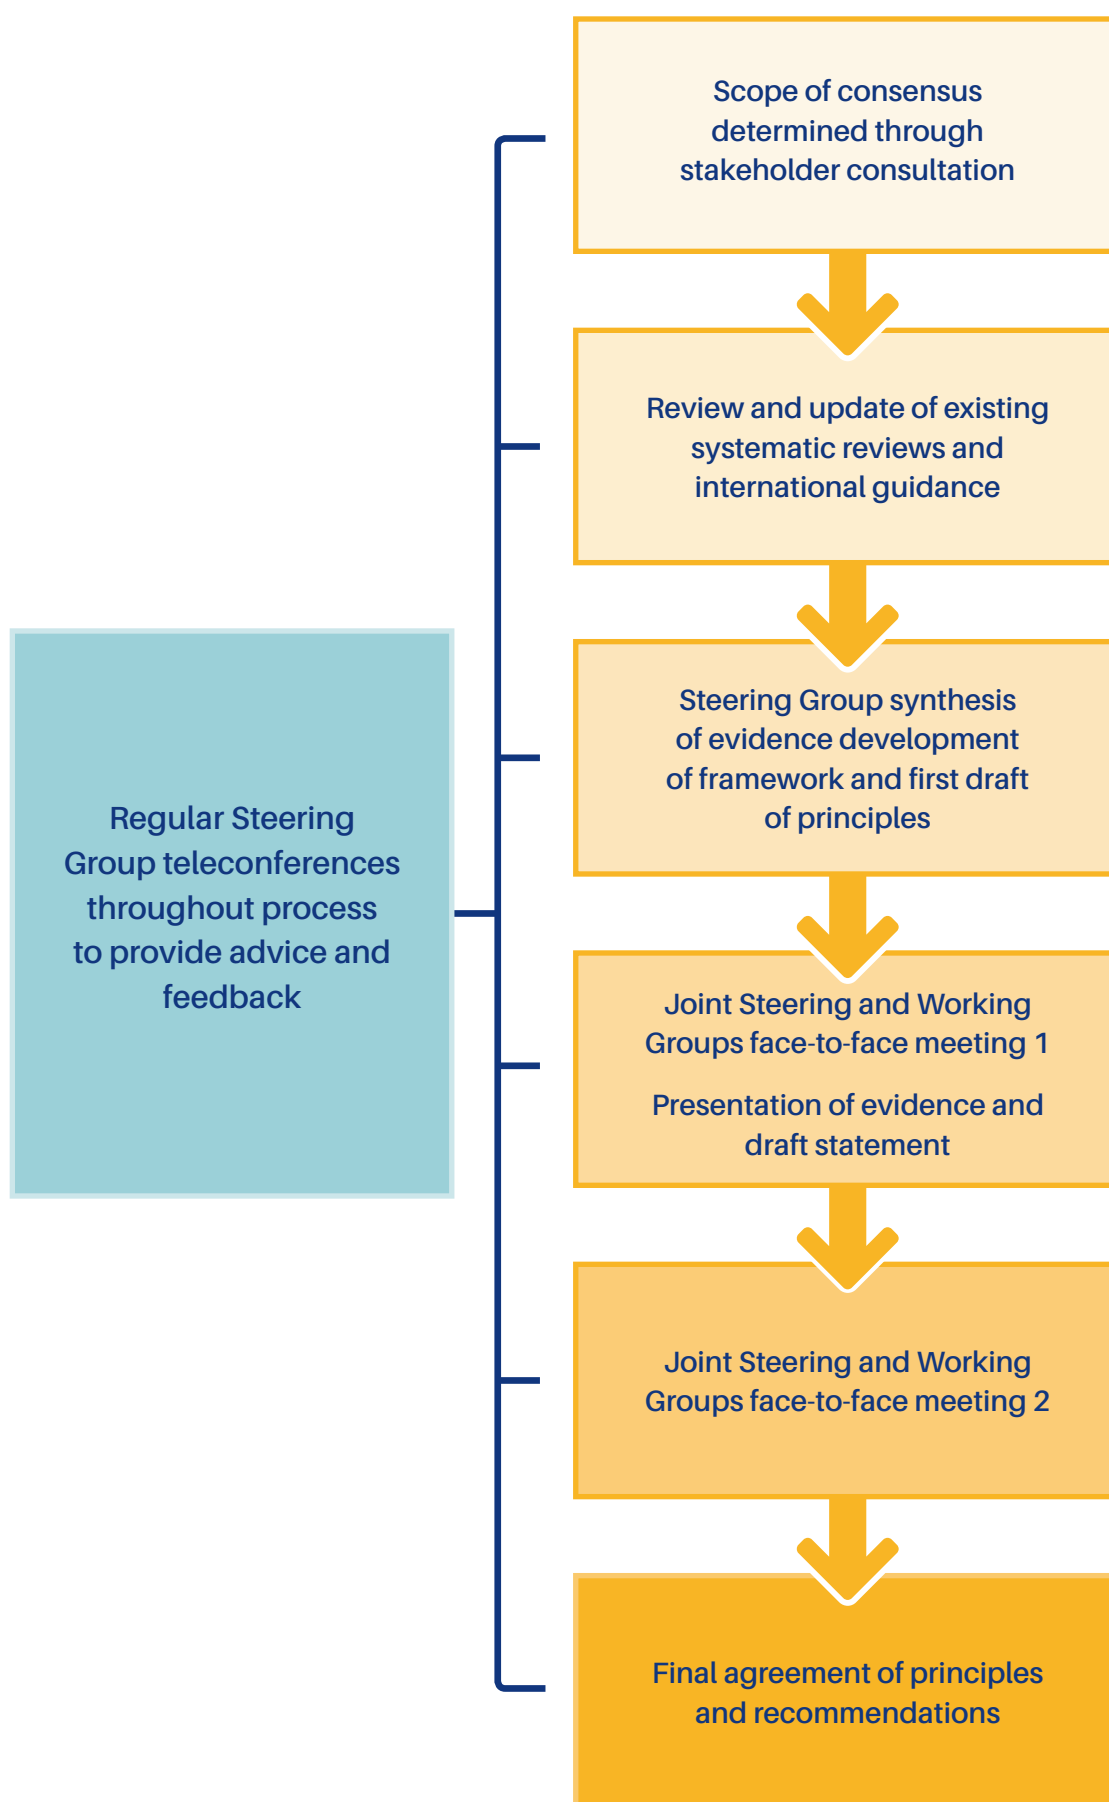 Scope of consensus
determined through
stakeholder consultation
Review and update of existing
systematic reviews and
international guidance
Steering Group synthesis
of evidence development
of framework and first draft
of principles
Regular Steering
Group teleconferences
throughout process
to provide advice and
feedback
Joint Steering and Working
Groups face-to-face meeting 1
Presentation of evidence and
draft statement
Joint Steering and Working
Groups face-to-face meeting 2
Final agreement of principles
and recommendations